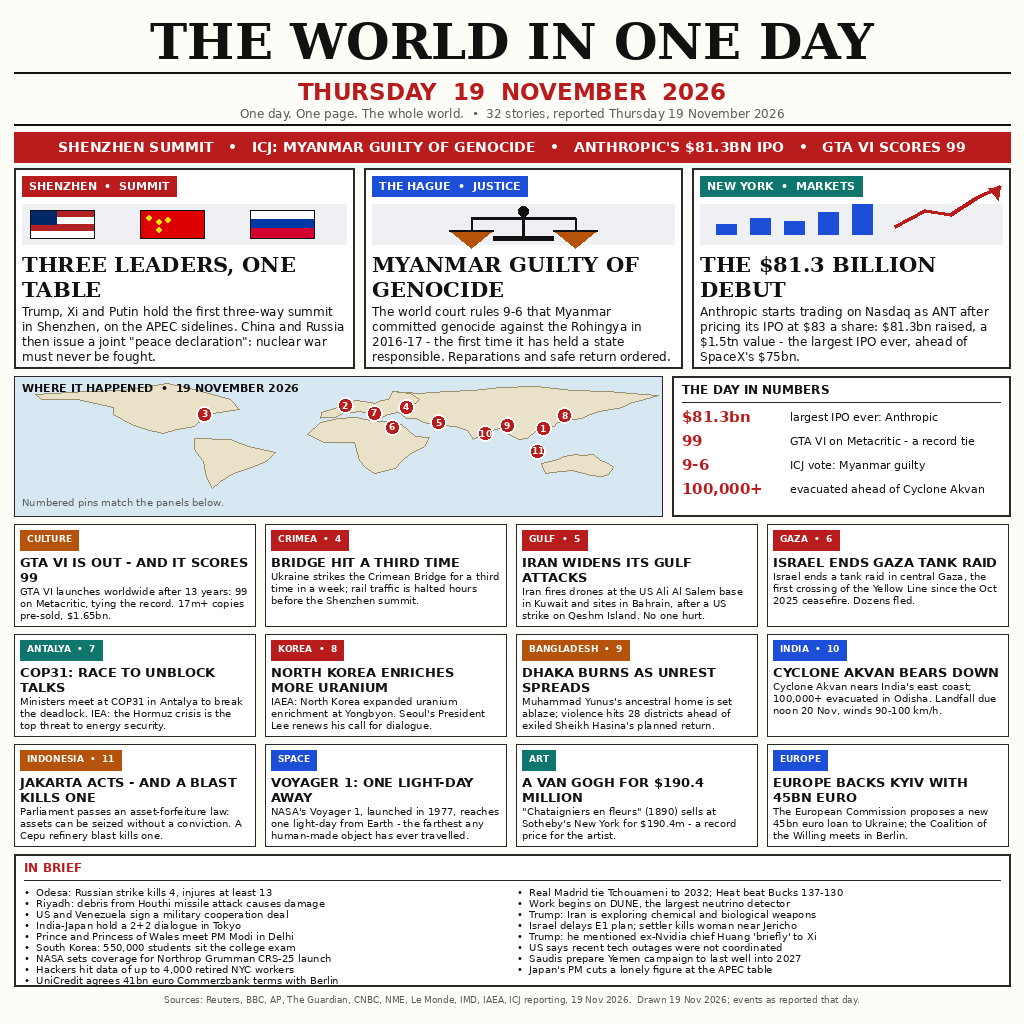 THE WORLD IN ONE DAY
THURSDAY 19 NOVEMBER 2026
One day. One page. The whole world. • 32 stories, reported Thursday 19 November 2026
SHENZHEN SUMMIT • ICJ: MYANMAR GUILTY OF GENOCIDE • ANTHROPIC'S $81.3BN IPO • GTA VI SCORES 99
SHENZHEN • SUMMIT
THREE LEADERS, ONE
TABLE
Trump, Xi and Putin hold the first three-way summit
in Shenzhen, on the APEC sidelines. China and Russia
then issue a joint "peace declaration": nuclear war
must never be fought.
THE HAGUE • JUSTICE
MYANMAR GUILTY OF
GENOCIDE
The world court rules 9-6 that Myanmar
committed genocide against the Rohingya in
2016-17 - the first time it has held a state
responsible. Reparations and safe return ordered.
NEW YORK • MARKETS
THE $81.3 BILLION
DEBUT
Anthropic starts trading on Nasdaq as ANT after
pricing its IPO at $83 a share: $81.3bn raised, a
$1.5tn value - the largest IPO ever, ahead of
SpaceX's $75bn.
WHERE IT HAPPENED • 19 NOVEMBER 2026
3
2
7
4
6
5
10
9
1
8
11
Numbered pins match the panels below.
THE DAY IN NUMBERS
$81.3bn largest IPO ever: Anthropic
99 GTA VI on Metacritic - a record tie
9-6 ICJ vote: Myanmar guilty
100,000+ evacuated ahead of Cyclone Akvan
CULTURE
GTA VI IS OUT - AND IT SCORES
99
GTA VI launches worldwide after 13 years: 99
on Metacritic, tying the record. 17m+ copies
pre-sold, $1.65bn.
CRIMEA • 4
BRIDGE HIT A THIRD TIME
Ukraine strikes the Crimean Bridge for a third
time in a week; rail traffic is halted hours
before the Shenzhen summit.
GULF • 5
IRAN WIDENS ITS GULF
ATTACKS
Iran fires drones at the US Ali Al Salem base
in Kuwait and sites in Bahrain, after a US
strike on Qeshm Island. No one hurt.
GAZA • 6
ISRAEL ENDS GAZA TANK RAID
Israel ends a tank raid in central Gaza, the
first crossing of the Yellow Line since the Oct
2025 ceasefire. Dozens fled.
ANTALYA • 7
COP31: RACE TO UNBLOCK
TALKS
Ministers meet at COP31 in Antalya to break
the deadlock. IEA: the Hormuz crisis is the
top threat to energy security.
KOREA • 8
NORTH KOREA ENRICHES
MORE URANIUM
IAEA: North Korea expanded uranium
enrichment at Yongbyon. Seoul's President
Lee renews his call for dialogue.
BANGLADESH • 9
DHAKA BURNS AS UNREST
SPREADS
Muhammad Yunus's ancestral home is set
ablaze; violence hits 28 districts ahead of
exiled Sheikh Hasina's planned return.
INDIA • 10
CYCLONE AKVAN BEARS DOWN
Cyclone Akvan nears India's east coast;
100,000+ evacuated in Odisha. Landfall due
noon 20 Nov, winds 90-100 km/h.
INDONESIA • 11
JAKARTA ACTS - AND A BLAST
KILLS ONE
Parliament passes an asset-forfeiture law:
assets can be seized without a conviction. A
Cepu refinery blast kills one.
SPACE
VOYAGER 1: ONE LIGHT-DAY
AWAY
NASA's Voyager 1, launched in 1977, reaches
one light-day from Earth - the farthest any
human-made object has ever travelled.
ART
A VAN GOGH FOR $190.4
MILLION
"Chataigniers en fleurs" (1890) sells at
Sotheby's New York for $190.4m - a record
price for the artist.
EUROPE
EUROPE BACKS KYIV WITH
45BN EURO
The European Commission proposes a new
45bn euro loan to Ukraine; the Coalition of
the Willing meets in Berlin.
IN BRIEF
• Odesa: Russian strike kills 4, injures at least 13
• Riyadh: debris from Houthi missile attack causes damage
• US and Venezuela sign a military cooperation deal
• India-Japan hold a 2+2 dialogue in Tokyo
• Prince and Princess of Wales meet PM Modi in Delhi
• South Korea: 550,000 students sit the college exam
• NASA sets coverage for Northrop Grumman CRS-25 launch
• Hackers hit data of up to 4,000 retired NYC workers
• UniCredit agrees 41bn euro Commerzbank terms with Berlin
• Real Madrid tie Tchouameni to 2032; Heat beat Bucks 137-130
• Work begins on DUNE, the largest neutrino detector
• Trump: Iran is exploring chemical and biological weapons
• Israel delays E1 plan; settler kills woman near Jericho
• Trump: he mentioned ex-Nvidia chief Huang 'briefly' to Xi
• US says recent tech outages were not coordinated
• Saudis prepare Yemen campaign to last well into 2027
• Japan's PM cuts a lonely figure at the APEC table
Sources: Reuters, BBC, AP, The Guardian, CNBC, NME, Le Monde, IMD, IAEA, ICJ reporting, 19 Nov 2026. Drawn 19 Nov 2026; events as reported that day.